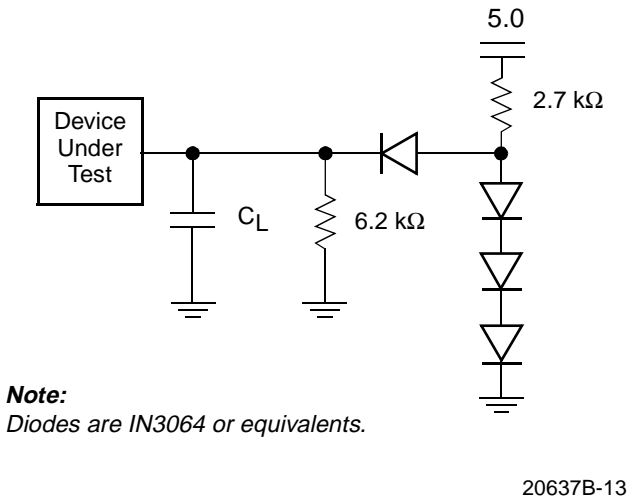 5.0
2.7 kΩ
Device
Under
Test
CL
6.2 kΩ
Note:
Diodes are IN3064 or equivalents.
20637B-13